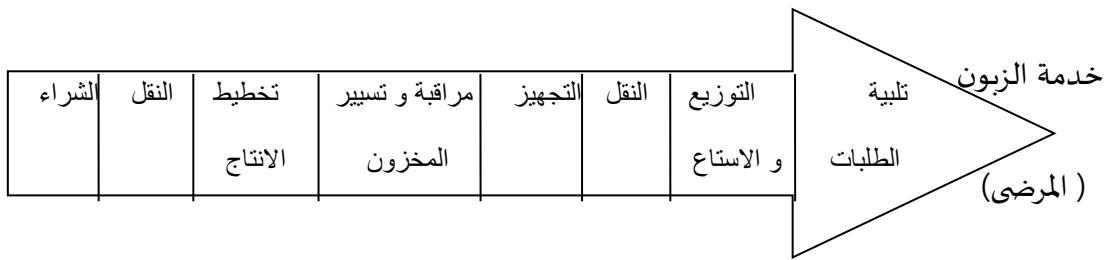 الشراء
النقل
تخطيط
الانتاج
مراقبة و تسيير
المخزون
التجهيز
النقل
التوزيع
و الاستاع
تلبية
الطلبات
خدمة الزبون
( المرضى)